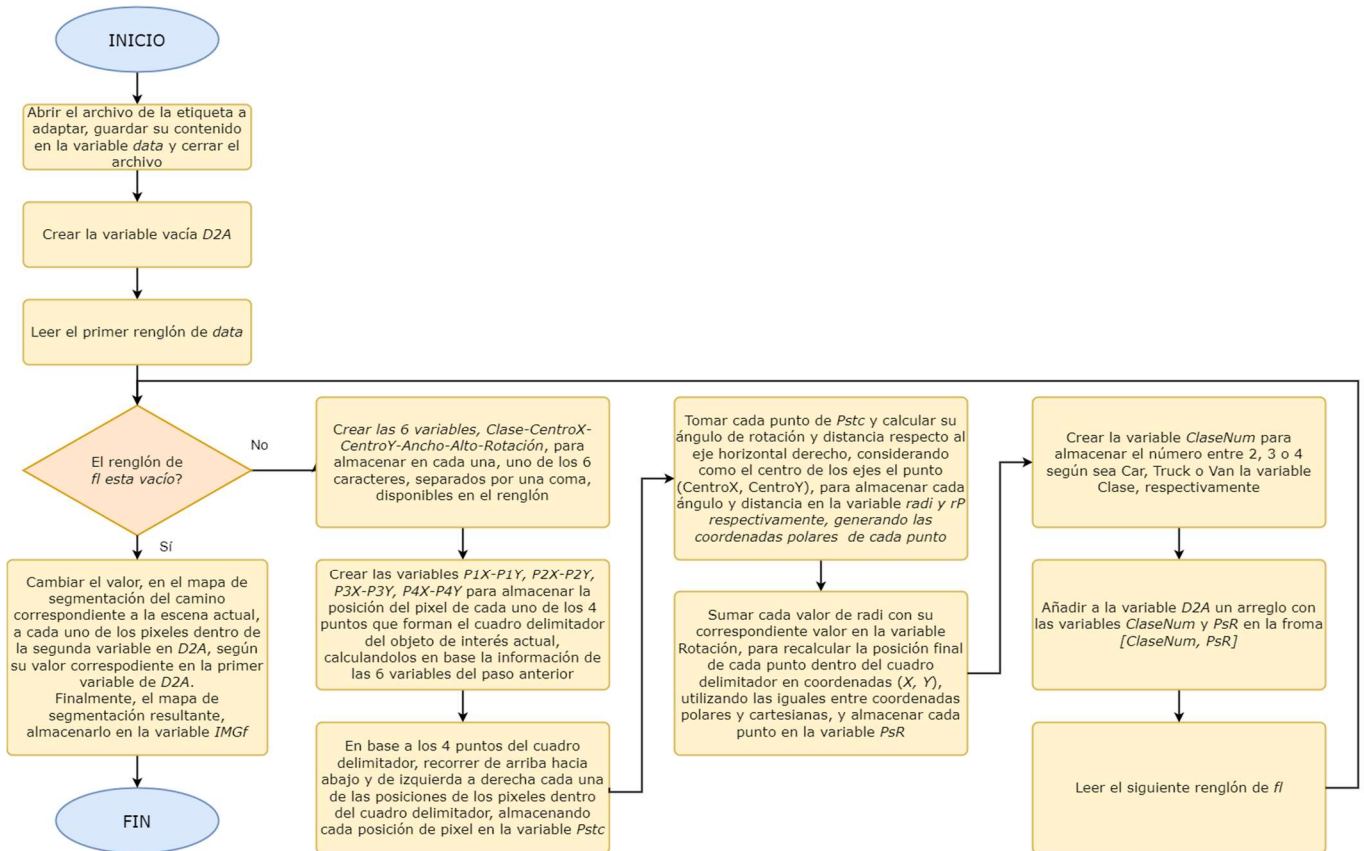 INICIO
Abrir el archivo de la etiqueta a
adaptar, guardar su contenido
en la variable data y cerrar el
archivo
Crear la variable vacía D2A
Leer el primer renglón de data
El renglón de
fl esta vacío?
No
Sí
Cambiar el valor, en el mapa de
segmentación del camino
correspondiente a la escena actual,
a cada uno de los pixeles dentro de
la segunda variable en D2A, según
su valor correspodiente en la primer
variable de D2A.
Finalmente, el mapa de
segmentación resultante,
almacenarlo en la variable IMGf
FIN
Crear las 6 variables, Clase-CentroX-
CentroY-Ancho-Alto-Rotación, para
almacenar en cada una, uno de los 6
caracteres, separados por una coma,
disponibles en el renglón
Crear las variables P1X-P1Y, P2X-P2Y,
P3X-P3Y, P4X-P4Y para almacenar la
posición del pixel de cada uno de los 4
puntos que forman el cuadro delimitador
del objeto de interés actual,
calculandolos en base la información de
las 6 variables del paso anterior
En base a los 4 puntos del cuadro
delimitador, recorrer de arriba hacia
abajo y de izquierda a derecha cada una
de las posiciones de los pixeles dentro
del cuadro delimitador, almacenando
cada posición de pixel en la variable Pstc
Tomar cada punto de Pstc y calcular su
ángulo de rotación y distancia respecto al
eje horizontal derecho, considerando
como el centro de los ejes el punto
(CentroX, CentroY), para almacenar cada
ángulo y distancia en la variable radi y rP
respectivamente, generando las
coordenadas polares de cada punto
Sumar cada valor de radi con su
correspondiente valor en la variable
Rotación, para recalcular la posición final
de cada punto dentro del cuadro
delimitador en coordenadas (X, Y),
utilizando las iguales entre coordenadas
polares y cartesianas, y almacenar cada
punto en la variable PsR
Crear la variable ClaseNum para
almacenar el número entre 2, 3 o 4
según sea Car, Truck o Van la variable
Clase, respectivamente
Añadir a la variable D2A un arreglo con
las variables ClaseNum y PsR en la froma
[ClaseNum, PsR]
Leer el siguiente renglón de fl